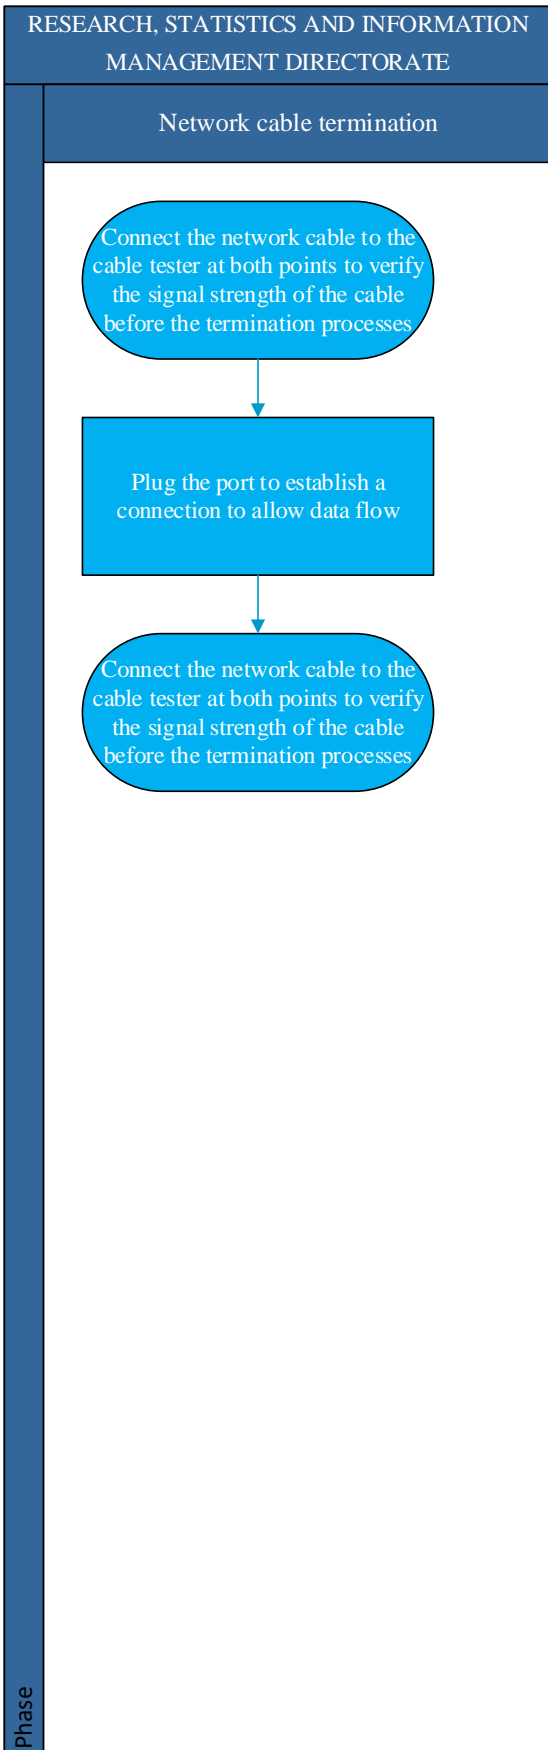 RESEARCH, STATISTICS AND INFORMATION
MANAGEMENT DIRECTORATE
Network cable termination
Connect the network cable to the
cable tester at both points to verify
the signal strength of the cable
before the termination processes
Plug the port to establish a
connection to allow data flow
Connect the network cable to the
cable tester at both points to verify
the signal strength of the cable
before the termination processes
Phase